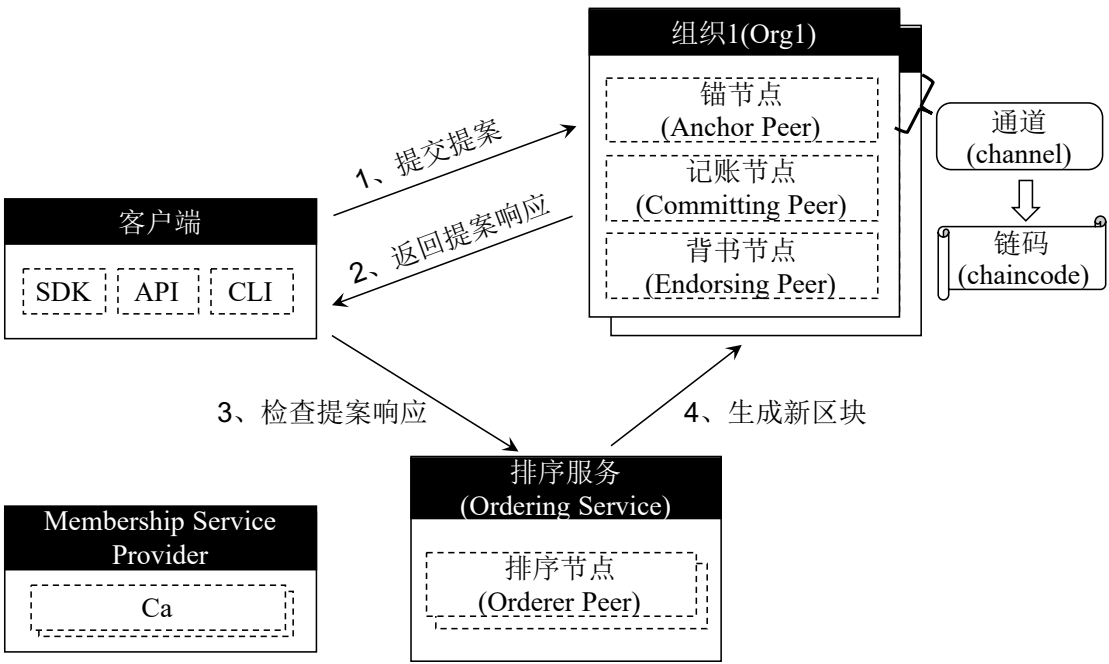 组织1(Org1)
锚节点
(Anchor Peer)
记账节点
(Committing Peer)
背书节点
(Endorsing Peer)
通道
(channel)
链码
(chaincode)
1、提交提案
2、返回提案响应
客户端
SDK
API
CLI
3、检查提案响应
4、生成新区块
排序服务
(Ordering Service)
排序节点
(Orderer Peer)
Membership Service
Provider
Ca